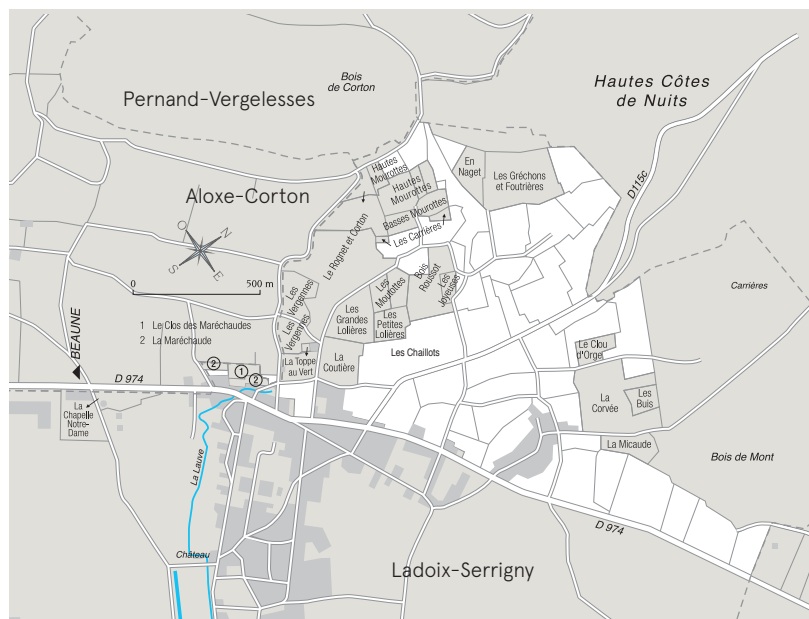 Bois
de Corton
Pernand-Vergelesses
Hautes Côtes
de Nuits
D115c
Hautes
Mourottes
En
Naget
Les Gréchons
et Foutrières
Hautes
Mourottes
Aloxe-Corton
Basses Mourottes
Les Carrières
Le Rognet et Corton
N
O
S
E
0
500 m
Les
Vergennes
Les
Vergennes
Les
Moutottes
Bois
Roussot
Les
Joyeuses
Les
Grandes
Lolières
Les
Petites
Lolières
Carrières
1 Le Clos des Maréchaudes
2 La Maréchaude
BEAUNE
2
1
2
La Toppe
au Vert
La
Coutière
Les Chaillots
Le Clou
d'Orge
D 974
La
Corvée
Les
Buis
La
Chapelle
Notre-
Dame
La Micaude
Bois de Mont
La Lauve
D 974
Château
Ladoix-Serrigny